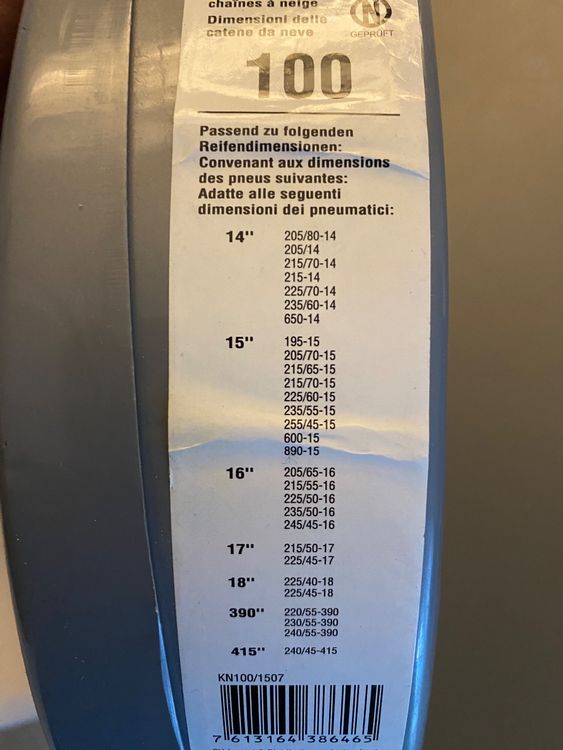 chaînes à neige
Dimensioni delle
catene da neve
N
GEPRÜFT
100
Passend zu folgenden
Reifendimensionen:
Convenant aux dimensions
des pneus suivantes:
Adatte alle seguenti
dimensioni dei pneumatici:
14" 205/80-14
205/14
215/70-14
215-14
225/70-14
235/60-14
650-14
15" 195-15
205/70-15
215/65-15
215/70-15
225/60-15
235/55-15
255/45-15
600-15
890-15
16" 205/65-16
215/55-16
225/50-16
235/50-16
245/45-16
17" 215/50-17
225/45-17
18" 225/40-18
225/45-18
390" 220/55-390
230/55-390
240/55-390
415" 240/45-415
KN100/1507
7 613164 386465